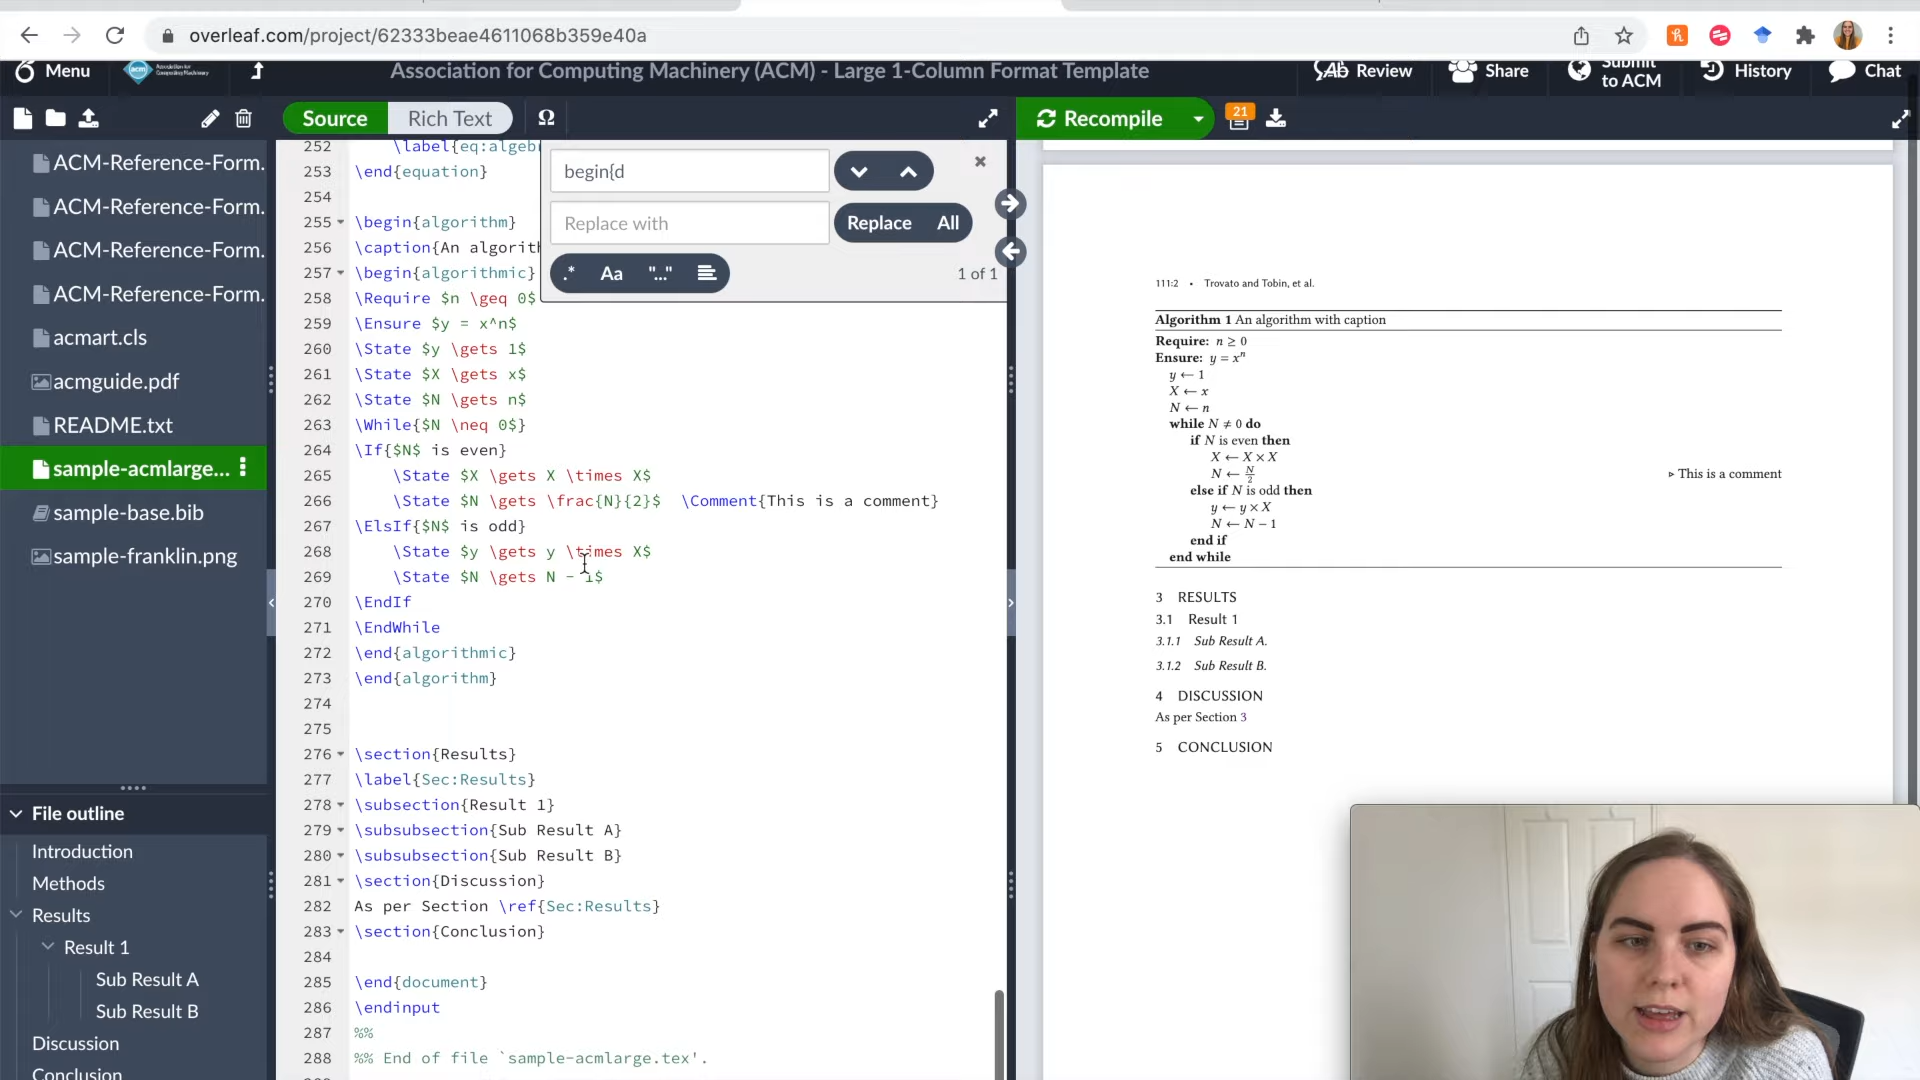 overleaf.com/project/62333beae4611068b359e40a
Menu
acm
Association for Computing Machinery (ACM) - Large 1-Column Format Template
Review
Share
Submit
to ACM
History
Chat
Source
Rich Text
Ω
Recompile
21
ACM-Reference-Form.
ACM-Reference-Form.
ACM-Reference-Form.
ACM-Reference-Form.
acmart.cls
acmguide.pdf
README.txt
sample-acmlarge...
sample-base.bib
sample-franklin.png
File outline
Introduction
Methods
Results
Result 1
Sub Result A
Sub Result B
Discussion
Conclusion
begin{d
Replace with
Replace
All
.*
Aa
"..."
1 of 1
252 \label{eq:algeb
253 \end{equation}
254
255 \begin{algorithm}
256 \caption{An algorith
257 \begin{algorithmic}
258 \Require $n \geq 0$
259 \Ensure $y = x^n$
260 \State $y \gets 1$
261 \State $X \gets x$
262 \State $N \gets n$
263 \While{$N \neq 0$}
264 \If{$N$ is even}
265 \State $X \gets X \times X$
266 \State $N \gets \frac{N}{2}$ \Comment{This is a comment}
267 \ElsIf{$N$ is odd}
268 \State $y \gets y \times X$
269 \State $N \gets N - 1$
270 \EndIf
271 \EndWhile
272 \end{algorithmic}
273 \end{algorithm}
274
275
276 \section{Results}
277 \label{Sec:Results}
278 \subsection{Result 1}
279 \subsubsection{Sub Result A}
280 \subsubsection{Sub Result B}
281 \section{Discussion}
282 As per Section \ref{Sec:Results}
283 \section{Conclusion}
284
285 \end{document}
286 \endinput
287 %%
288 %% End of file `sample-acmlarge.tex'.
111:2 • Trovato and Tobin, et al.
Algorithm 1 An algorithm with caption
Require: n ≥ 0
Ensure: y = xⁿ
y ← 1
X ← x
N ← n
while N ≠ 0 do
if N is even then
X ← X × X
N ← N/2 ▹ This is a comment
else if N is odd then
y ← y × X
N ← N − 1
end if
end while
3 RESULTS
3.1 Result 1
3.1.1 Sub Result A.
3.1.2 Sub Result B.
4 DISCUSSION
As per Section 3
5 CONCLUSION